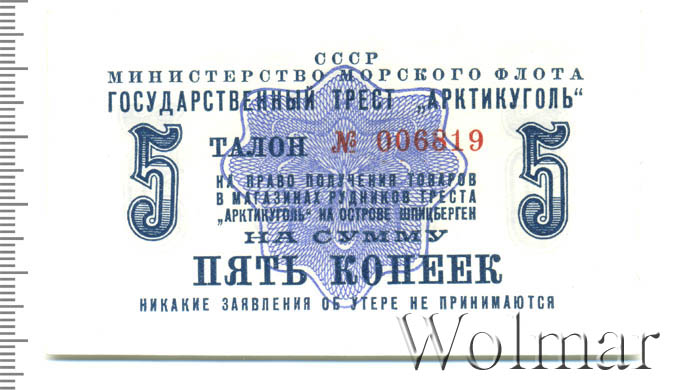 СССР
МИНИСТЕРСТВО МОРСКОГО ФЛОТА
ГОСУДАРСТВЕННЫЙ ТРЕСТ „АРКТИКУГОЛЬ“
5 ТАЛОН № 006819 5
НА ПРАВО ПОЛУЧЕНИЯ ТОВАРОВ
В МАГАЗИНАХ РУДНИКОВ ТРЕСТА
„АРКТИКУГОЛЬ“ НА ОСТРОВЕ ШПИЦБЕРГЕН
НА СУММУ
ПЯТЬ КОПЕЕК
НИКАКИЕ ЗАЯВЛЕНИЯ ОБ УТЕРЕ НЕ ПРИНИМАЮТСЯ
Wolmar